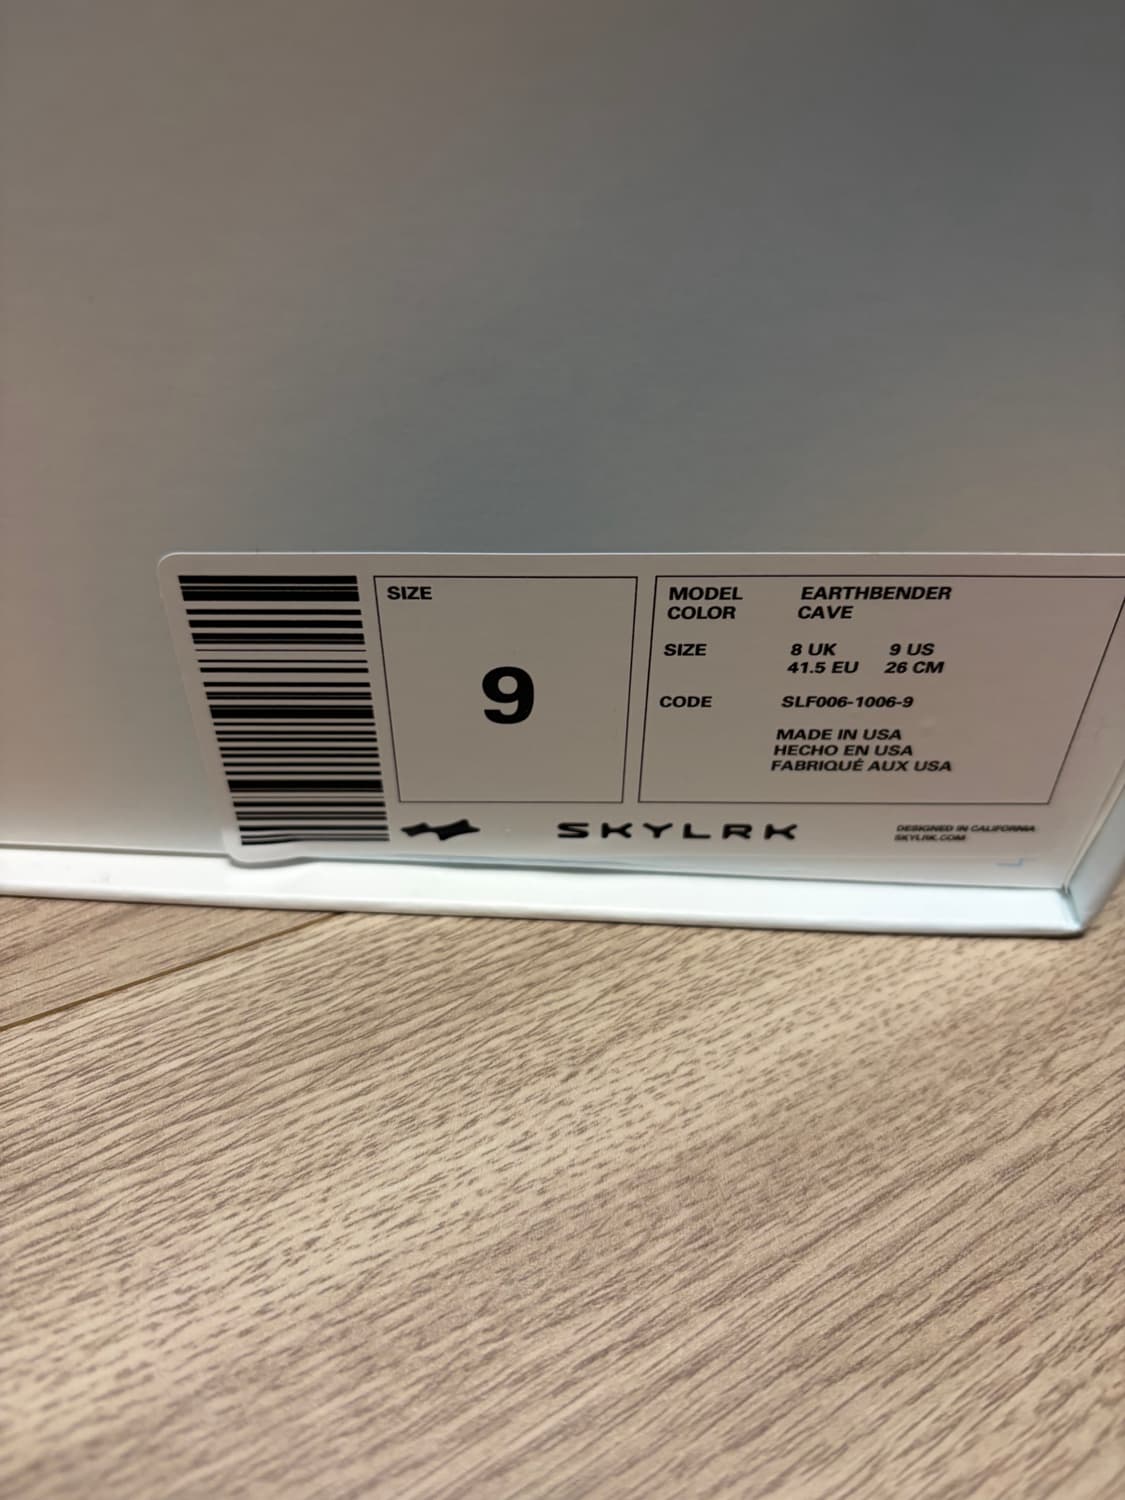 SIZE
9
MODEL EARTHBENDER
COLOR CAVE
SIZE 8 UK 9 US
41.5 EU 26 CM
CODE SLF006-1006-9
MADE IN USA
HECHO EN USA
FABRIQUÉ AUX USA
SKYLRK
DESIGNED IN CALIFORNIA
SKYLRK.COM